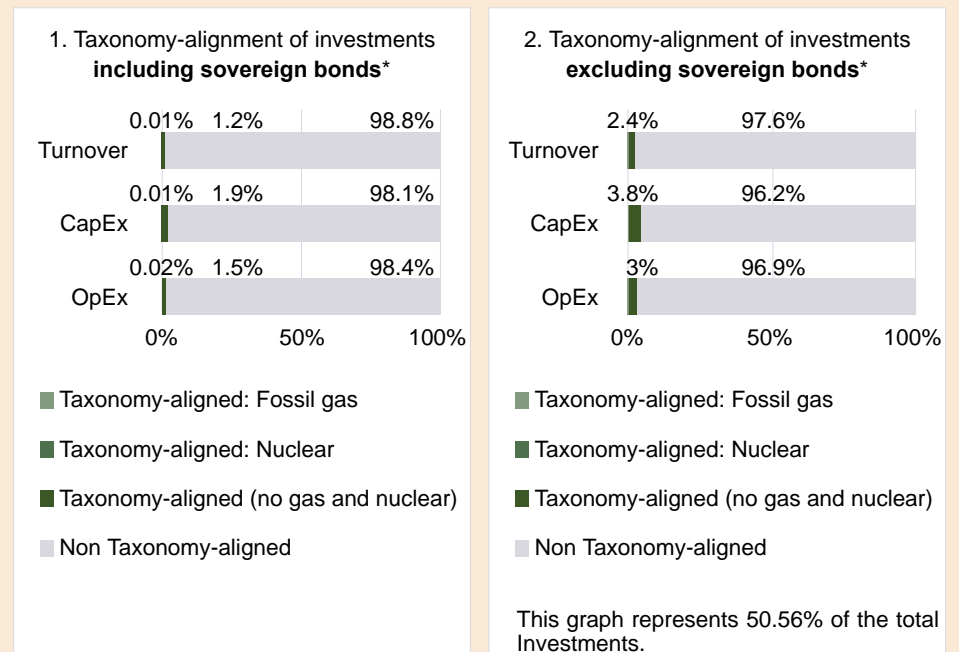 1. Taxonomy-alignment of investments
including sovereign bonds*
0.01% 1.2% 98.8%
Turnover
0.01% 1.9% 98.1%
CapEx
0.02% 1.5% 98.4%
OpEx
0% 50% 100%
Taxonomy-aligned: Fossil gas
Taxonomy-aligned: Nuclear
Taxonomy-aligned (no gas and nuclear)
Non Taxonomy-aligned
2. Taxonomy-alignment of investments
excluding sovereign bonds*
2.4% 97.6%
Turnover
3.8% 96.2%
CapEx
3% 96.9%
OpEx
0% 50% 100%
Taxonomy-aligned: Fossil gas
Taxonomy-aligned: Nuclear
Taxonomy-aligned (no gas and nuclear)
Non Taxonomy-aligned
This graph represents 50.56% of the total
Investments.